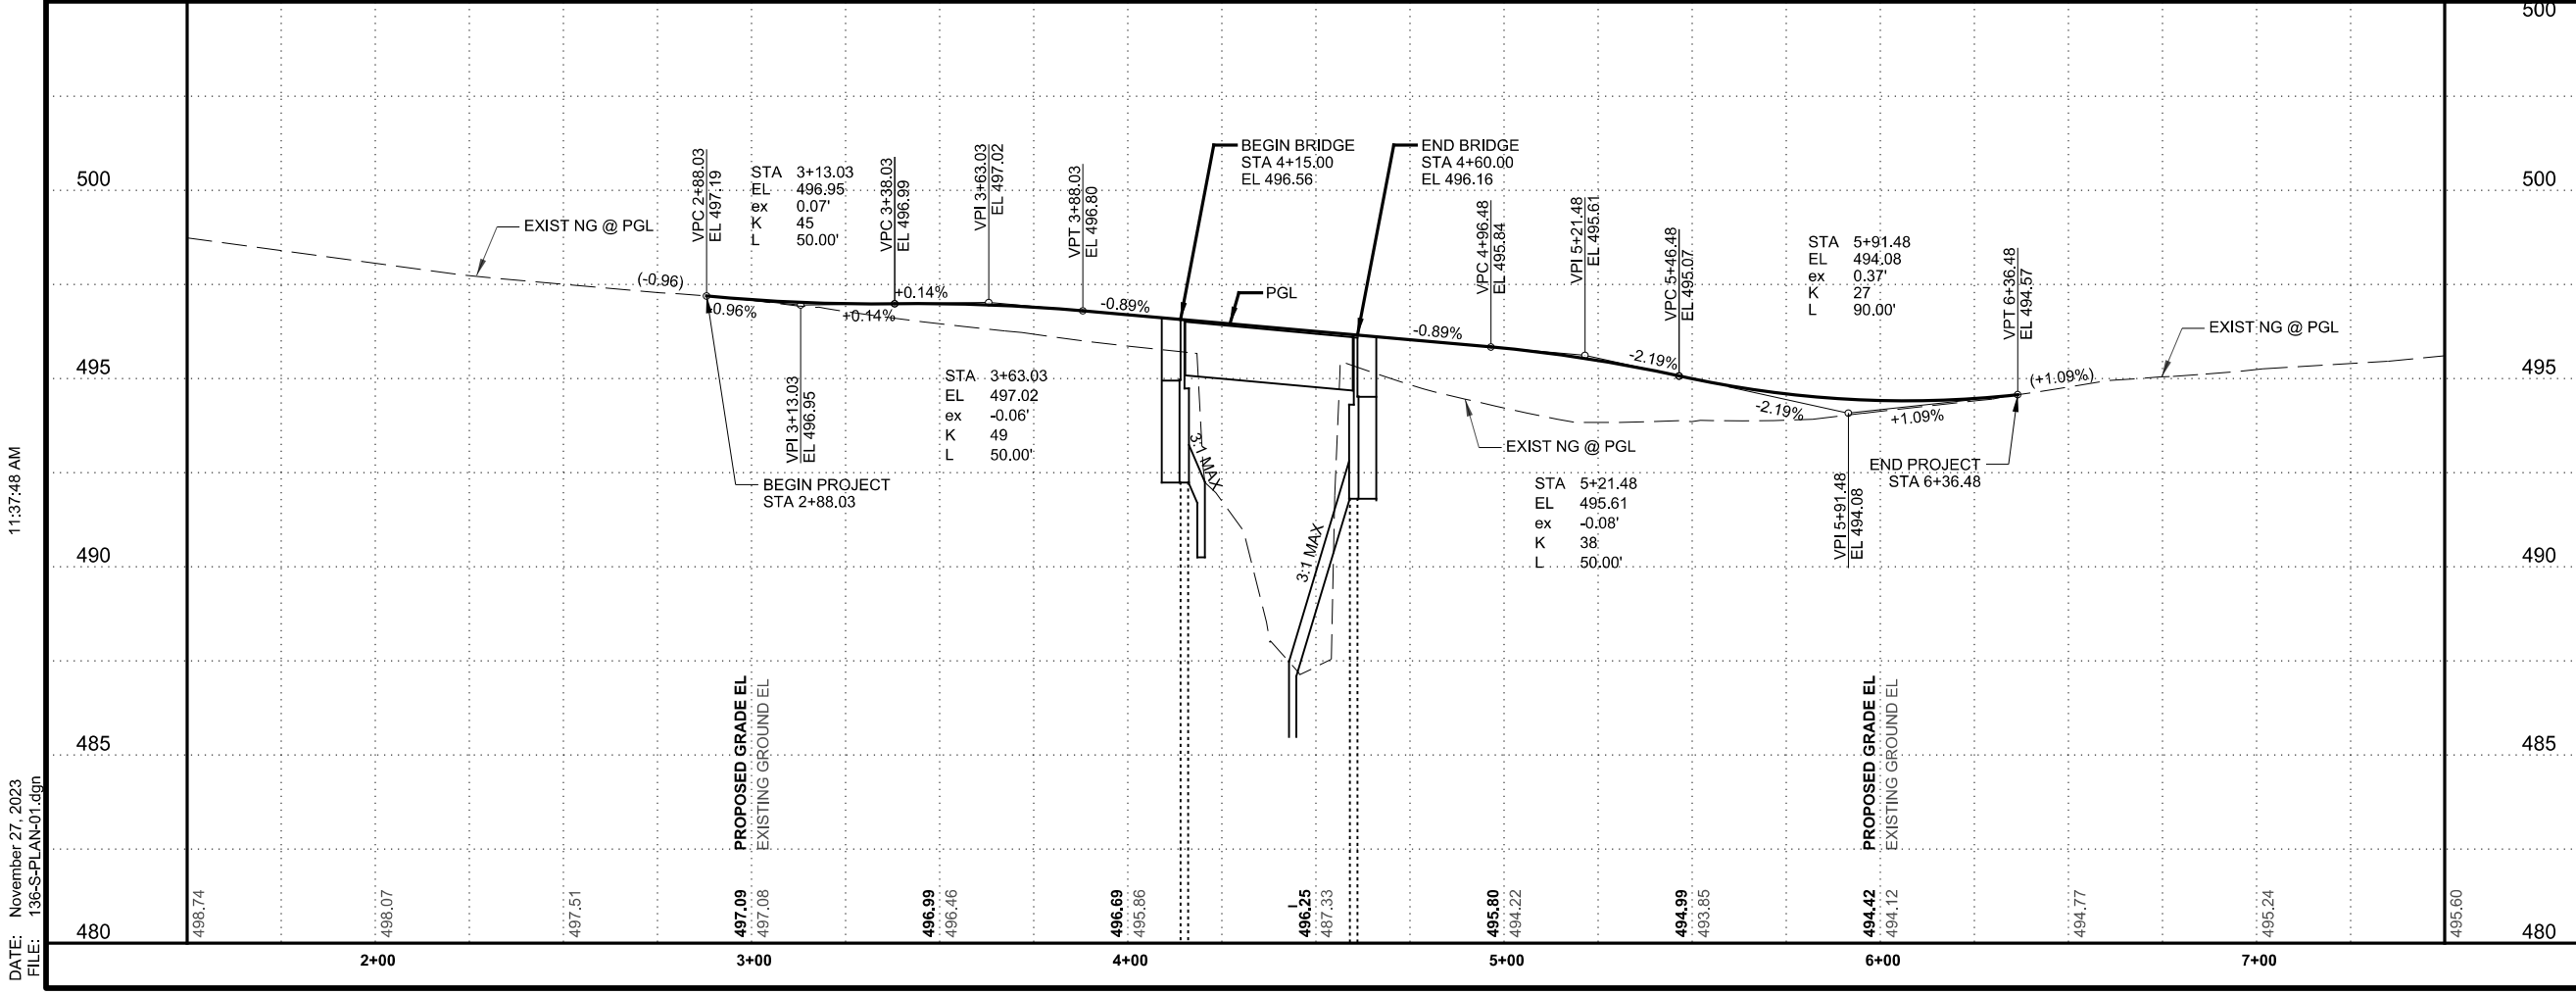 500
500
500
500
495
495
490
490
485
485
480
480
11:37:48 AM
DATE: November 27, 2023
FILE: 136-S-PLAN-01.dgn
EXIST NG @ PGL
(-0.96)
VPC 2+88.03
EL 497.19
STA 3+13.03
EL 496.95
ex 0.07'
K 45
L 50.00'
VPC 3+38.03
EL 496.99
VPI 3+63.03
EL 497.02
VPT 3+88.03
EL 496.80
-0.96%
+0.14%
+0.14%
-0.89%
VPI 3+13.03
EL 496.95
BEGIN PROJECT
STA 2+88.03
STA 3+63.03
EL 497.02
ex -0.06'
K 49
L 50.00'
BEGIN BRIDGE
STA 4+15.00
EL 496.56
PGL
END BRIDGE
STA 4+60.00
EL 496.16
3:1 MAX
3:1 MAX
-0.89%
VPC 4+96.48
EL 495.84
VPI 5+21.48
EL 495.61
VPC 5+46.48
EL 495.07
-2.19%
EXIST NG @ PGL
STA 5+21.48
EL 495.61
ex -0.08'
K 38
L 50.00'
STA 5+91.48
EL 494.08
ex 0.37'
K 27
L 90.00'
-2.19%
+1.09%
VPI 5+91.48
EL 494.08
VPT 6+36.48
EL 494.57
END PROJECT
STA 6+36.48
(+1.09%)
EXIST NG @ PGL
PROPOSED GRADE EL
EXISTING GROUND EL
PROPOSED GRADE EL
EXISTING GROUND EL
498.74
498.07
497.51
497.09
497.08
496.99
496.46
496.69
495.86
496.25
487.33
495.80
494.22
494.99
493.85
494.42
494.12
494.77
495.24
495.60
2+00
3+00
4+00
5+00
6+00
7+00